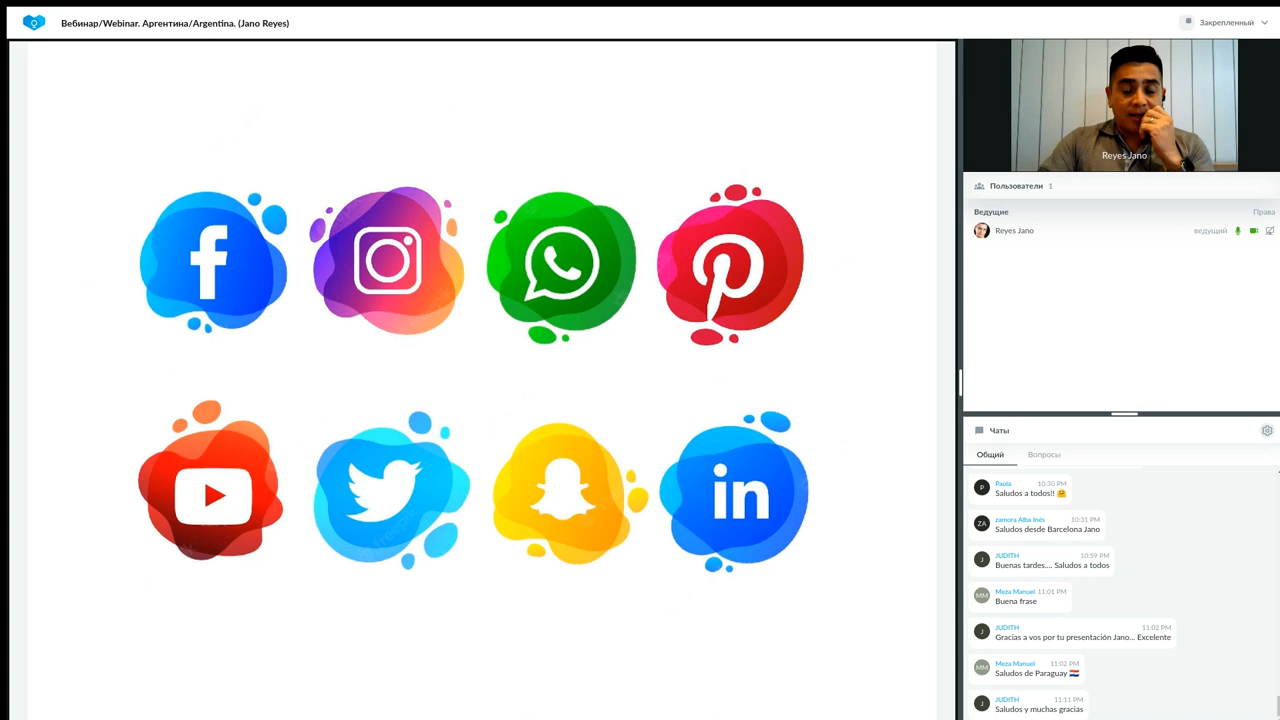 Вебинар/Webinar. Аргентина/Argentina. (Jano Reyes)
Закрепленный
Reyes Jano
Пользователи 1
Ведущие Права
Reyes Jano ведущий
Чаты
Общий Вопросы
P Paola 10:30 PM
Saludos a todos!! 🤗
ZA zamora Alba Inés 10:31 PM
Saludos desde Barcelona Jano
J JUDITH 10:59 PM
Buenas tardes.... Saludos a todos
MM Meza Manuel 11:01 PM
Buena frase
J JUDITH 11:02 PM
Gracias a vos por tu presentación Jano... Excelente
MM Meza Manuel 11:02 PM
Saludos de Paraguay 🇵🇾
J JUDITH 11:11 PM
Saludos y muchas gracias
f
in